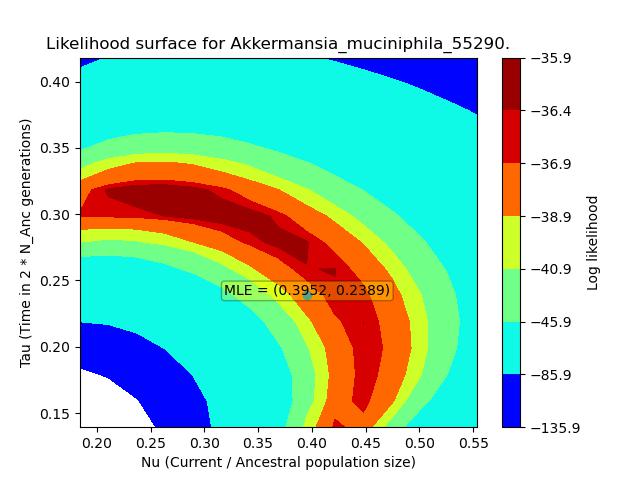 Likelihood surface for Akkermansia_muciniphila_55290.
0.40
0.35
0.30
0.25
0.20
0.15
Tau (Time in 2 * N_Anc generations)
MLE = (0.3952, 0.2389)
0.20 0.25 0.30 0.35 0.40 0.45 0.50 0.55
Nu (Current / Ancestral population size)
−35.9
−36.4
−36.9
−38.9
−40.9
−45.9
−85.9
−135.9
Log likelihood